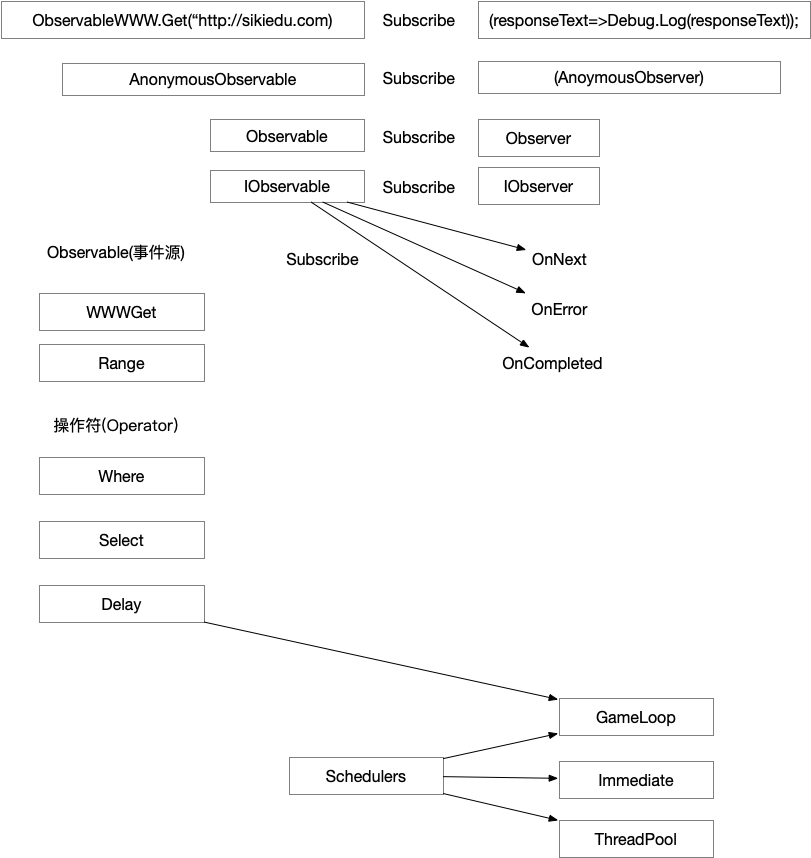 ObservableWWW.Get(“http://sikiedu.com) Subscribe (responseText=>Debug.Log(responseText));
AnonymousObservable Subscribe (AnoymousObserver)
Observable Subscribe Observer
IObservable Subscribe IObserver
Observable(事件源)
Subscribe
OnNext
WWWGet
OnError
Range
OnCompleted
操作符(Operator)
Where
Select
Delay
GameLoop
Schedulers
Immediate
ThreadPool